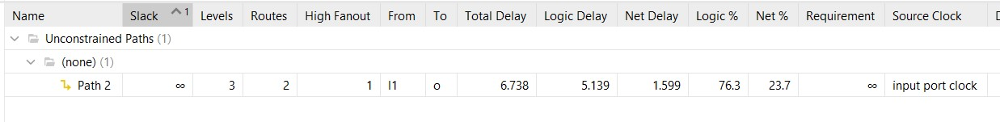 Name Slack 1 Levels Routes High Fanout From To Total Delay Logic Delay Net Delay Logic % Net % Requirement Source Clock
Unconstrained Paths (1)
(none) (1)
Path 2 ∞ 3 2 1 I1 o 6.738 5.139 1.599 76.3 23.7 ∞ input port clock